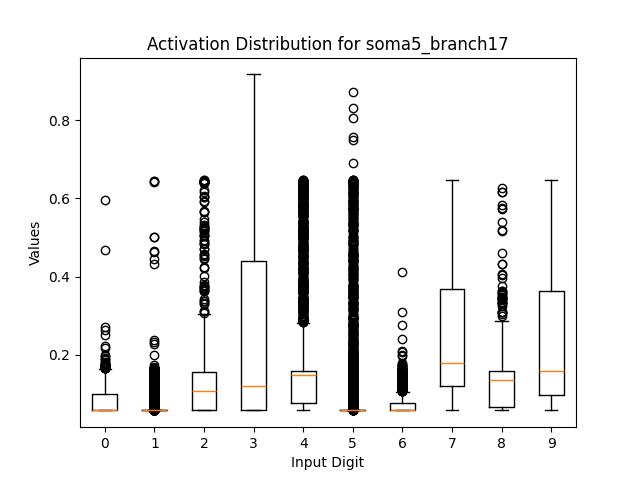 Activation Distribution for soma5_branch17
0.8
0.6
0.4
0.2
Values
0 1 2 3 4 5 6 7 8 9
Input Digit